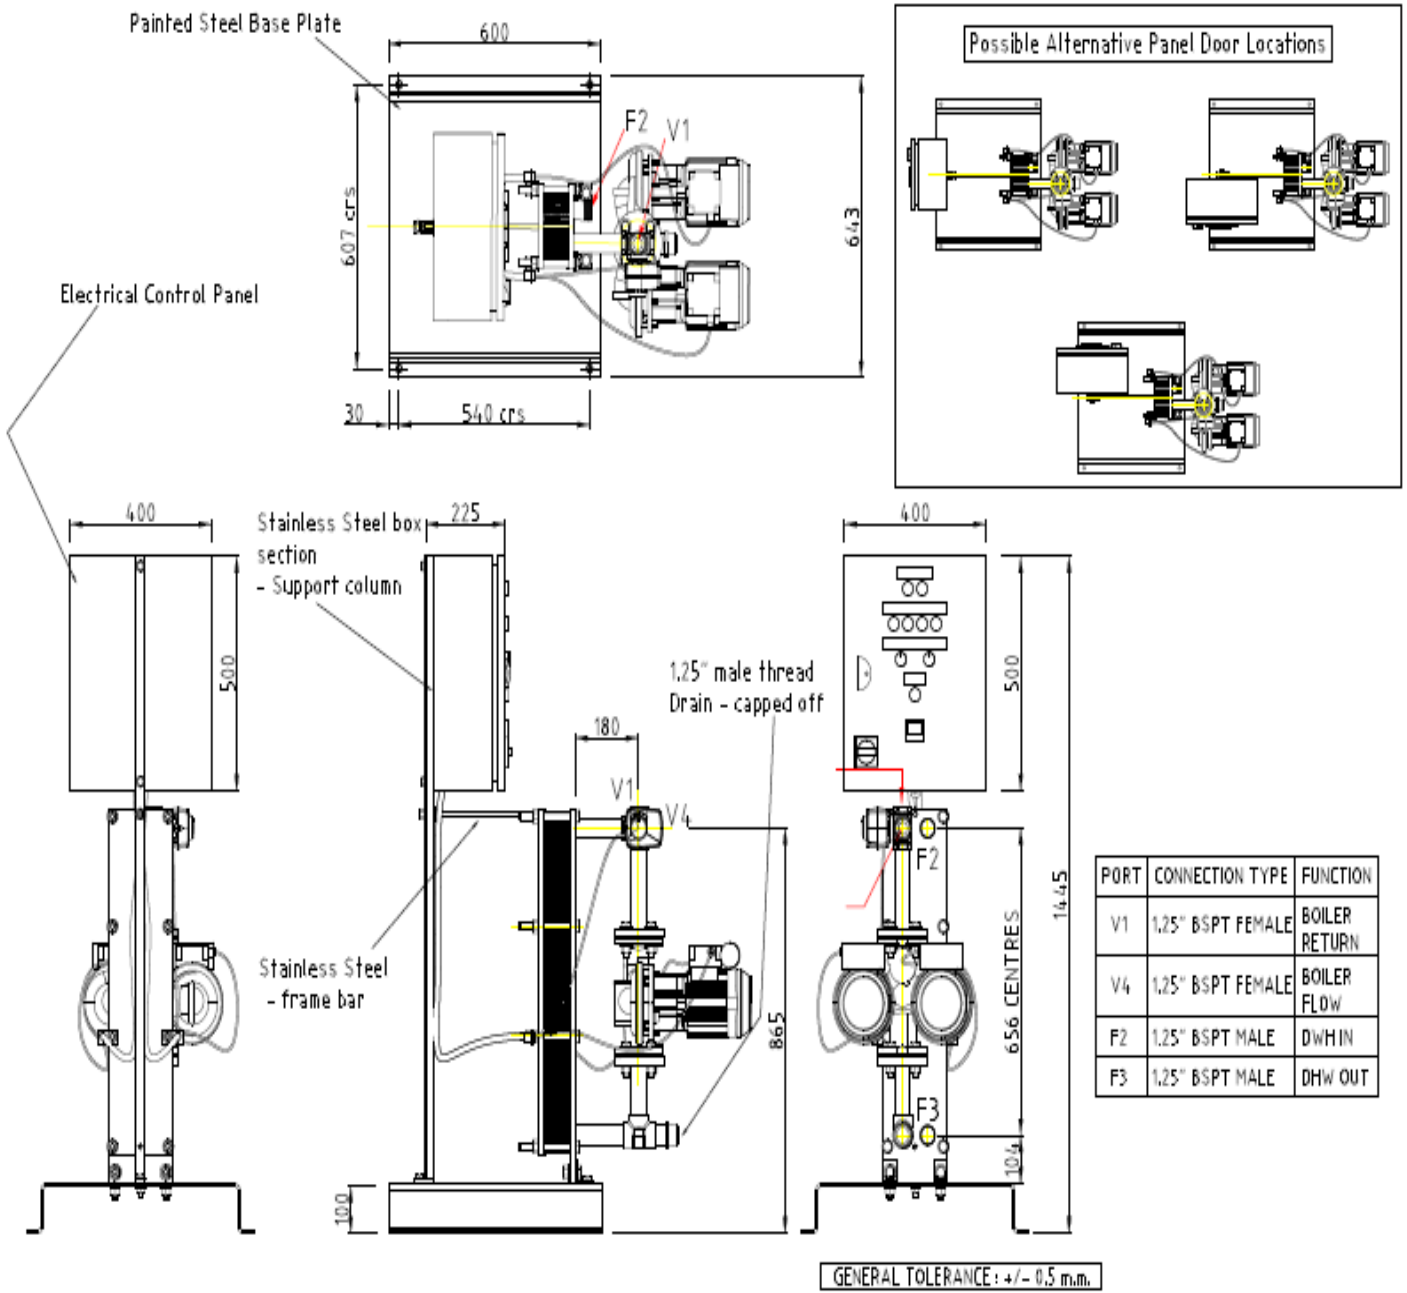 Painted Steel Base Plate
600
Possible Alternative Panel Door Locations
F2
V1
607 crs
643
Electrical Control Panel
30
540 crs
400
Stainless Steel box
section
- Support column
225
400
500
1.25" male thread
Drain - capped off
500
180
V1
V4
F2
1445
Stainless Steel
- frame bar
865
656 CENTRES
F3
104
100
PORT CONNECTION TYPE FUNCTION
V1 1.25" BSPT FEMALE BOILER
RETURN
V4 1.25" BSPT FEMALE BOILER
FLOW
F2 1.25" BSPT MALE DWH IN
F3 1.25" BSPT MALE DHW OUT
GENERAL TOLERANCE: +/- 0.5 m.m.